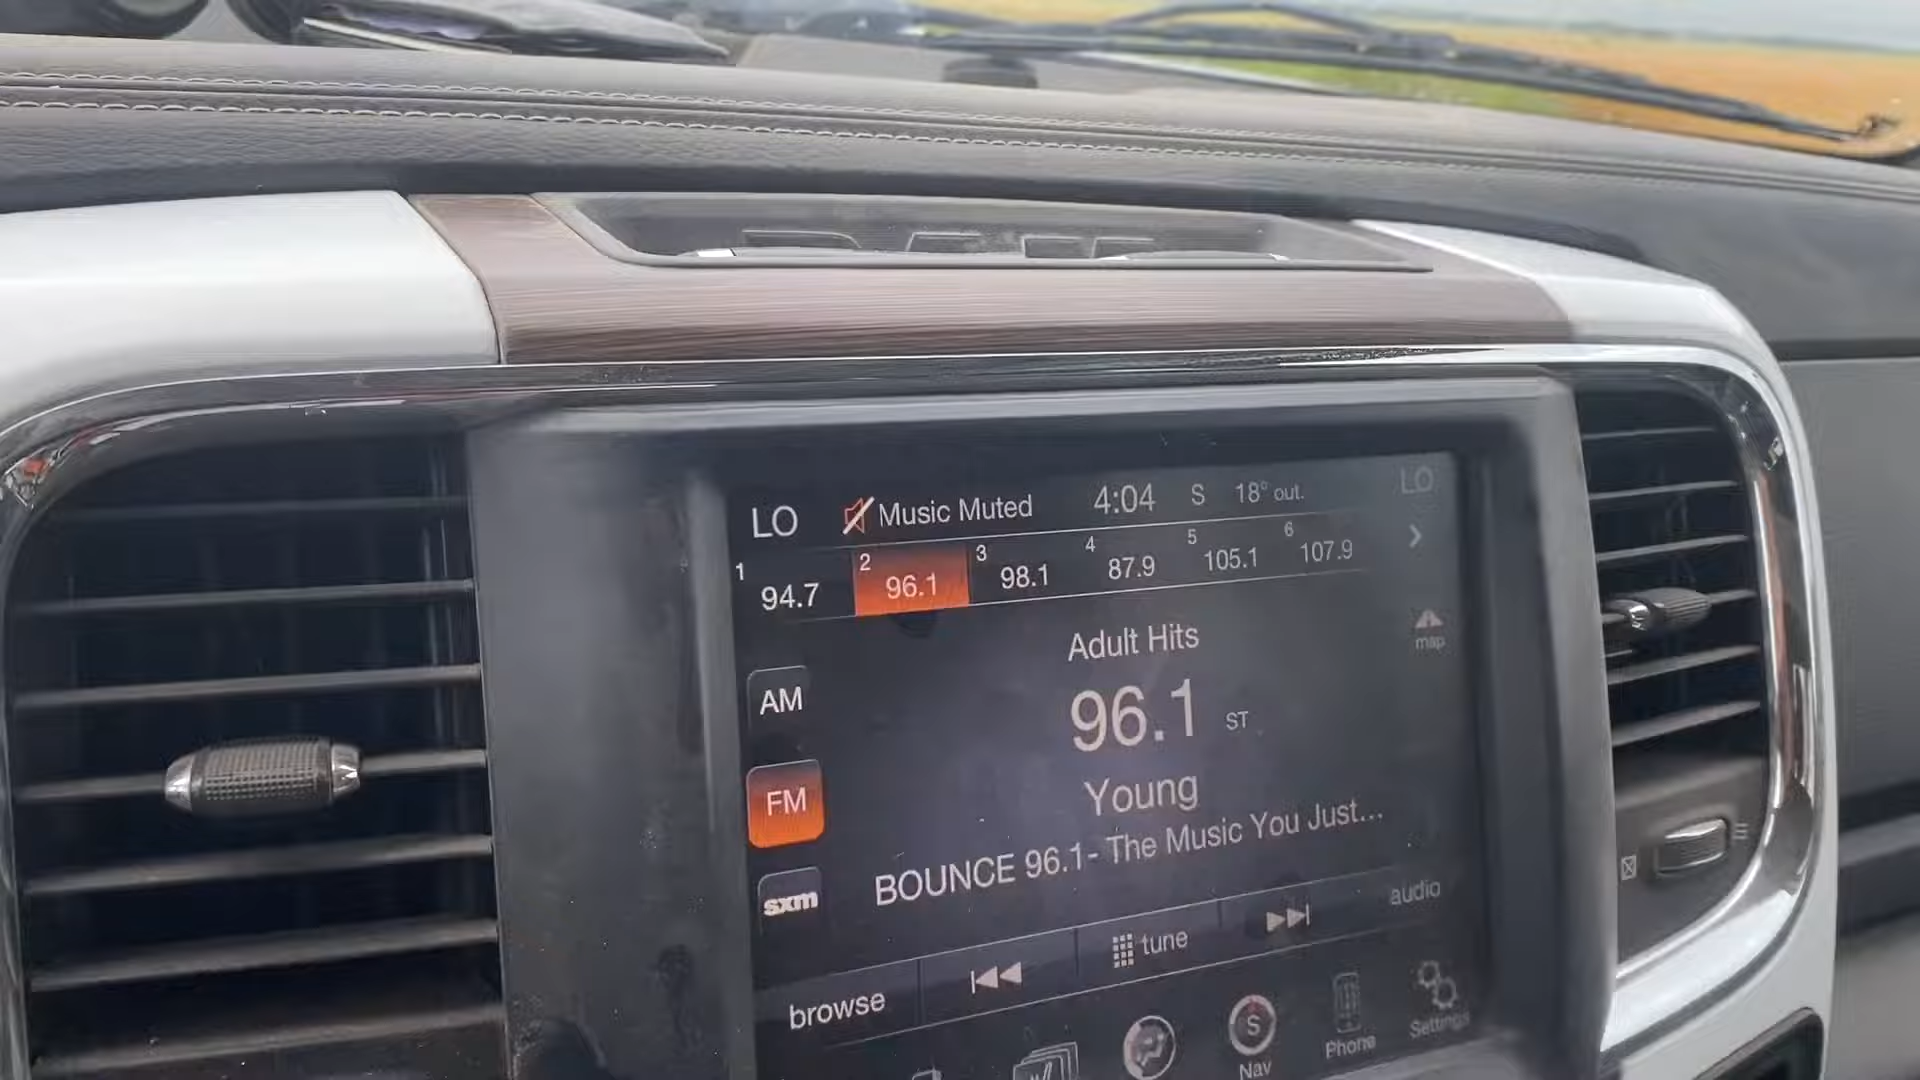 LO Music Muted 4:04 S 18° out. LO
1 94.7 2 96.1 3 98.1 4 87.9 5 105.1 6 107.9
Adult Hits
map
AM
96.1 ST
FM
Young
BOUNCE 96.1- The Music You Just...
sxm
audio
browse tune
S
Nav Phone Settings